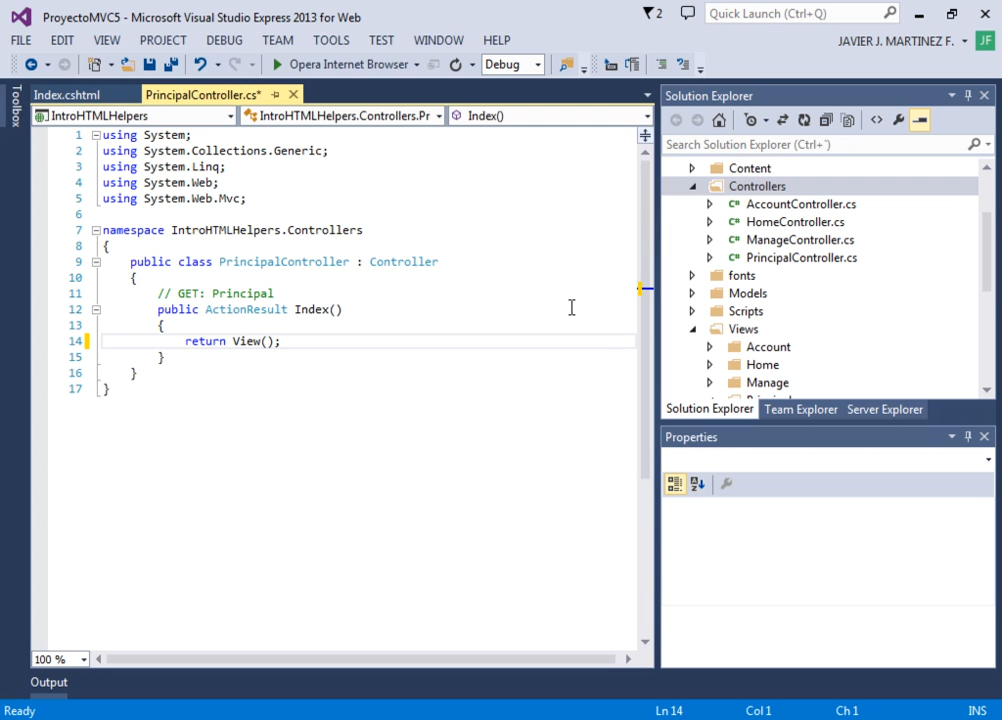 ProyectoMVC5 - Microsoft Visual Studio Express 2013 for Web
2
Quick Launch (Ctrl+Q)
FILE EDIT VIEW PROJECT DEBUG TEAM TOOLS TEST WINDOW HELP
JAVIER J. MARTINEZ F. JF
Opera Internet Browser Debug
Toolbox
Index.cshtml PrincipalController.cs*
IntroHTMLHelpers IntroHTMLHelpers.Controllers.Pr Index()
1 using System;
2 using System.Collections.Generic;
3 using System.Linq;
4 using System.Web;
5 using System.Web.Mvc;
6
7 namespace IntroHTMLHelpers.Controllers
8 {
9 public class PrincipalController : Controller
10 {
11 // GET: Principal
12 public ActionResult Index()
13 {
14 return View();
15 }
16 }
17 }
100 %
Output
Solution Explorer
Search Solution Explorer (Ctrl+¨)
Content
Controllers
C# AccountController.cs
C# HomeController.cs
C# ManageController.cs
C# PrincipalController.cs
fonts
Models
Scripts
Views
Account
Home
Manage
Solution Explorer Team Explorer Server Explorer
Properties
Ready Ln 14 Col 1 Ch 1 INS